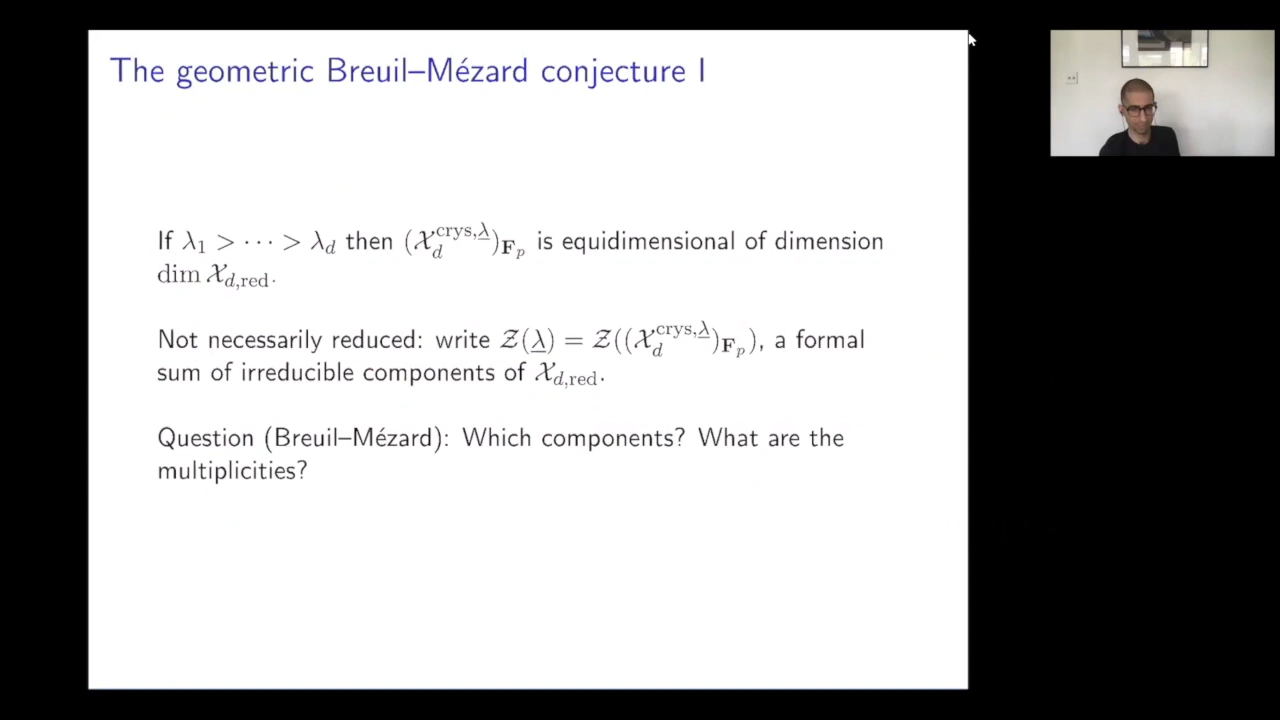 The geometric Breuil–Mézard conjecture I
If λ₁ > ⋯ > λ_d then (𝒳_d^{crys,λ̲})_{𝐅_p} is equidimensional of dimension
dim 𝒳_{d,red}.
Not necessarily reduced: write 𝒵(λ̲) = 𝒵((𝒳_d^{crys,λ̲})_{𝐅_p}), a formal
sum of irreducible components of 𝒳_{d,red}.
Question (Breuil–Mézard): Which components? What are the
multiplicities?